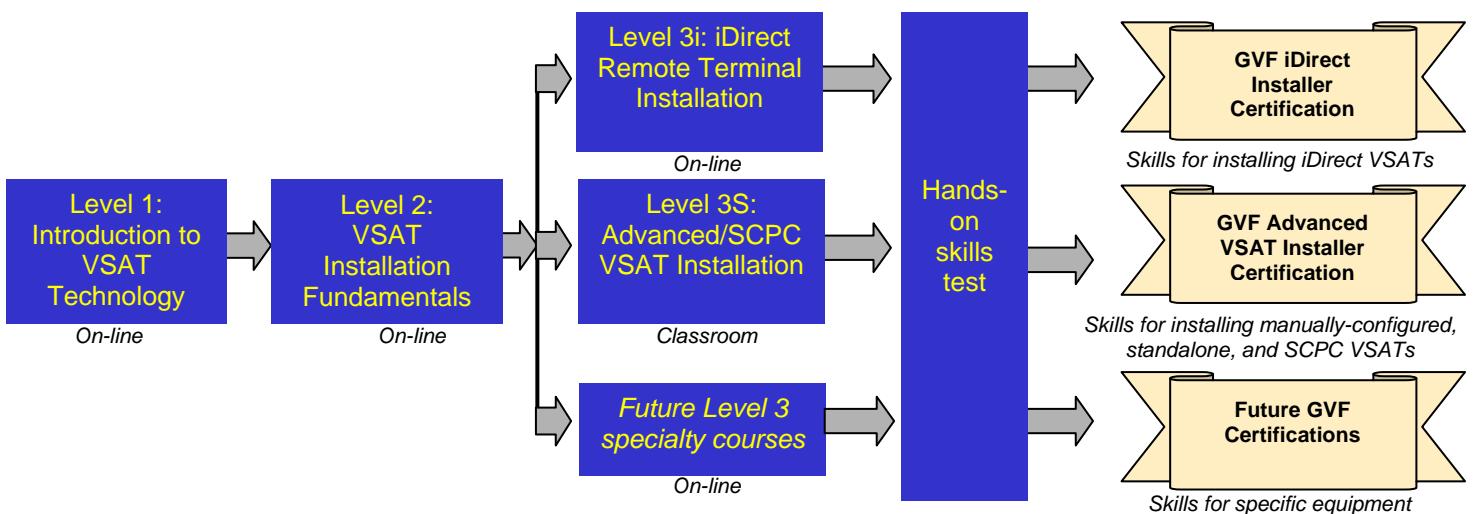 Level 1:
Introduction to
VSAT
Technology
On-line
Level 2:
VSAT
Installation
Fundamentals
On-line
Level 3i: iDirect
Remote Terminal
Installation
On-line
Level 3S:
Advanced/SCPC
VSAT Installation
Classroom
Future Level 3
specialty courses
On-line
Hands-
on
skills
test
GVF iDirect
Installer
Certification
Skills for installing iDirect VSATs
GVF Advanced
VSAT Installer
Certification
Skills for installing manually-configured,
standalone, and SCPC VSATs
Future GVF
Certifications
Skills for specific equipment